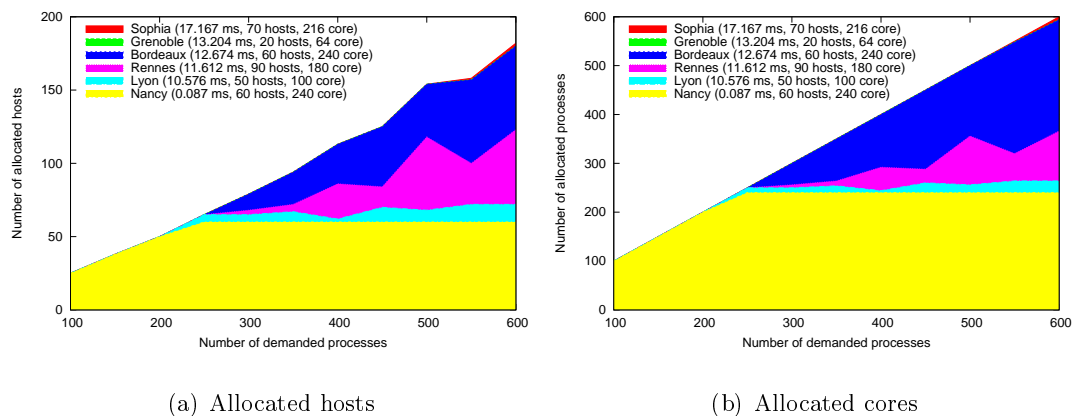 200
150
100
50
0
Number of allocated hosts
Sophia (17.167 ms, 70 hosts, 216 core)
Grenoble (13.204 ms, 20 hosts, 64 core)
Bordeaux (12.674 ms, 60 hosts, 240 core)
Rennes (11.612 ms, 90 hosts, 180 core)
Lyon (10.576 ms, 50 hosts, 100 core)
Nancy (0.087 ms, 60 hosts, 240 core)
100 200 300 400 500 600
Number of demanded processes
(a) Allocated hosts
600
500
400
300
200
100
0
Number of allocated processes
Sophia (17.167 ms, 70 hosts, 216 core)
Grenoble (13.204 ms, 20 hosts, 64 core)
Bordeaux (12.674 ms, 60 hosts, 240 core)
Rennes (11.612 ms, 90 hosts, 180 core)
Lyon (10.576 ms, 50 hosts, 100 core)
Nancy (0.087 ms, 60 hosts, 240 core)
100 200 300 400 500 600
Number of demanded processes
(b) Allocated cores